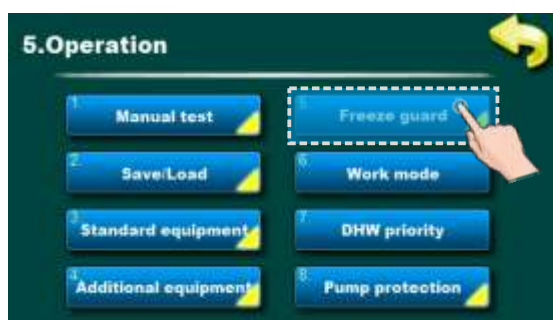 5.Operation
1.
Manual test
2.
Save/Load
3.
Standard equipment
4.
Additional equipment
5.
Freeze guard
6.
Work mode
7.
DHW priority
8.
Pump protection